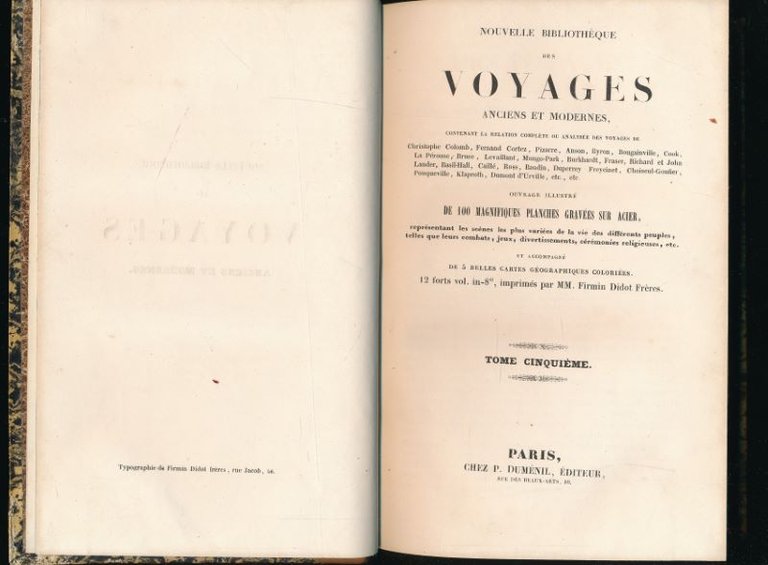 Typographie de Firmin Didot frères, rue Jacob, 56.
NOUVELLE BIBLIOTHÈQUE
DES
VOYAGES
ANCIENS ET MODERNES,
CONTENANT LA RELATION COMPLÈTE OU ANALISÉE DES VOYAGES DE
Christophe Colomb, Fernand Cortez, Pizarre, Anson, Byron, Bougainville, Cook,
La Pérouse, Bruce, Levaillant, Mungo-Park, Burkhardt, Fraser, Richard et John
Lander, Basil-Hall, Caillé, Ross, Baudin, Duperrey Freycinet, Choiseul-Goufier,
Pouqueville, Klaproth, Dumont d'Urville, etc., etc.
OUVRAGE ILLUSTRÉ
DE 100 MAGNIFIQUES PLANCHES GRAVÉES SUR ACIER,
représentant les scènes les plus variées de la vie des différents peuples,
telles que leurs combats, jeux, divertissements, cérémonies religieuses, etc.
ET ACCOMPAGNÉ
DE 5 BELLES CARTES GÉOGRAPHIQUES COLORIÉES.
12 forts vol. in-8°, imprimés par MM. Firmin Didot Frères.
TOME CINQUIÈME.
PARIS,
CHEZ P. DUMÉNIL, ÉDITEUR,
RUE DES BEAUX-ARTS, 10.